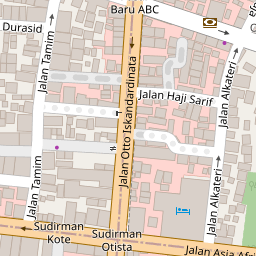 Baru ABC
Durasid
Jalan Tamim
Jalan Otto Iskandardinata
Jalan Haji Sarif
Jalan Alkateri
Jalan Tamim
Jalan Alkateri
Sudirman
Kote
Sudirman
Otista
Jalan Asia Afri